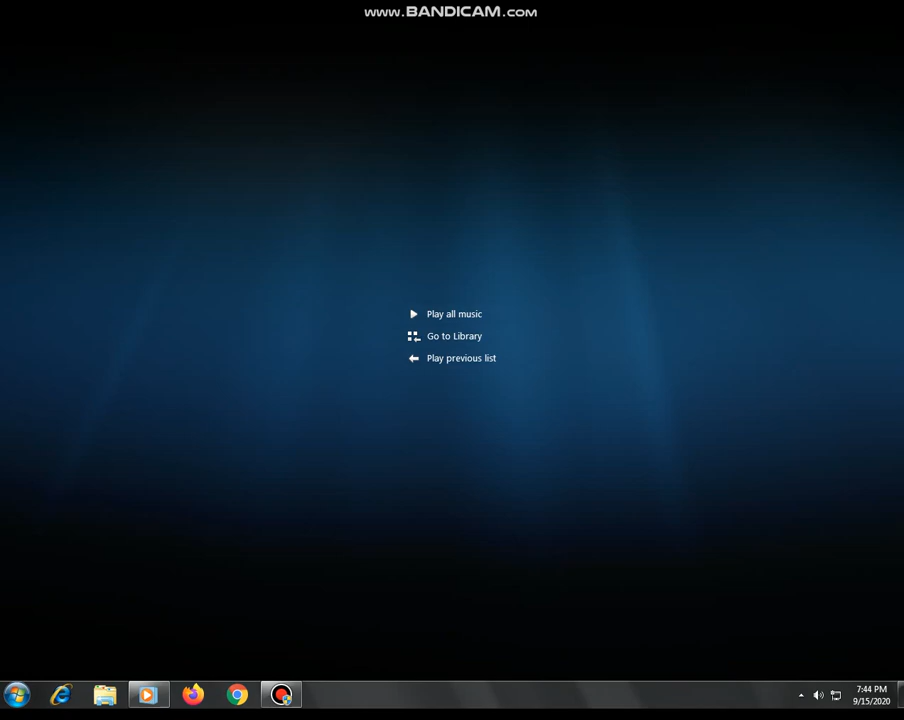 www.BANDICAM.com
Play all music
Go to Library
Play previous list
7:44 PM
9/15/2020